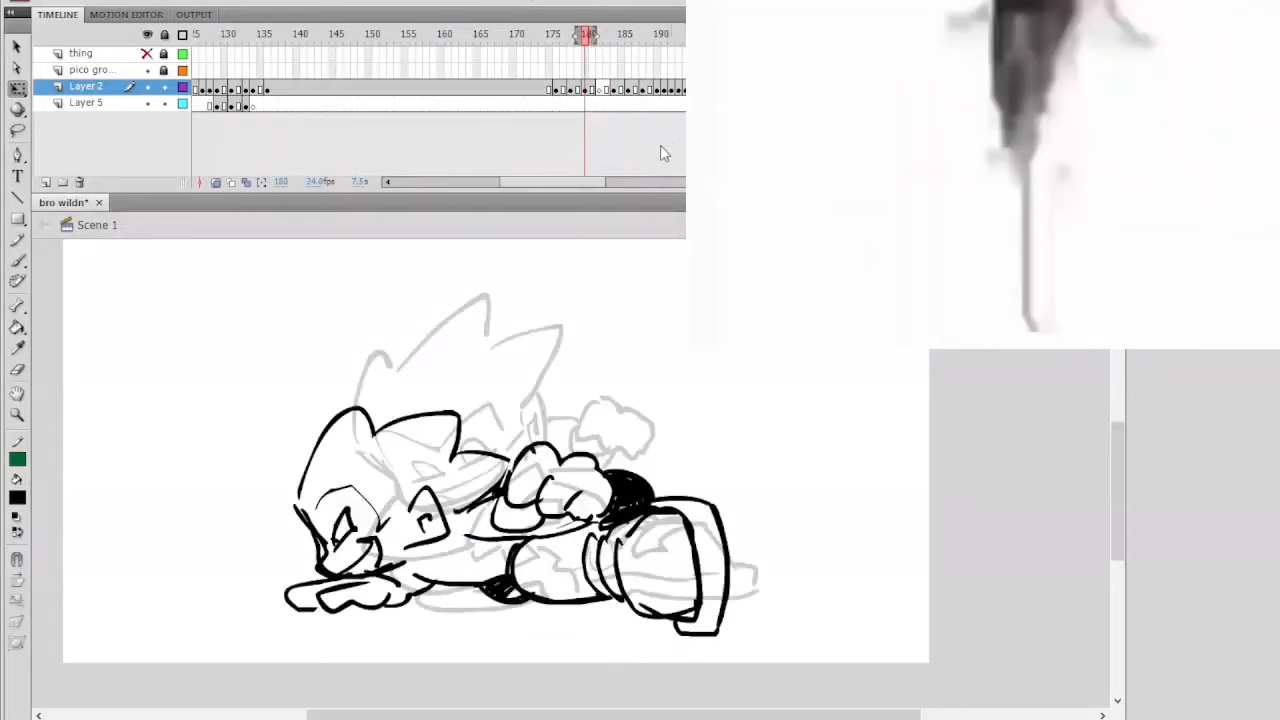 TIMELINE MOTION EDITOR OUTPUT
130 135 140 145 150 155 160 165 170 175 180 185 190
thing
pico gro...
Layer 2
Layer 5
180 24.0fps 7.5s
bro wildn* ×
Scene 1